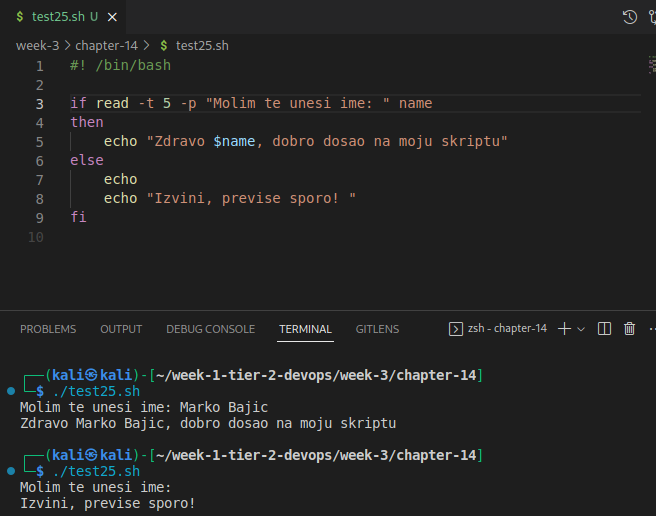 $ test25.sh U ×
week-3 > chapter-14 > $ test25.sh
1 #! /bin/bash
2
3 if read -t 5 -p "Molim te unesi ime: " name
4 then
5 echo "Zdravo $name, dobro dosao na moju skriptu"
6 else
7 echo
8 echo "Izvini, previse sporo! "
9 fi
10
PROBLEMS OUTPUT DEBUG CONSOLE TERMINAL GITLENS zsh - chapter-14
┌──(kali㉿kali)-[~/week-1-tier-2-devops/week-3/chapter-14]
└─$ ./test25.sh
Molim te unesi ime: Marko Bajic
Zdravo Marko Bajic, dobro dosao na moju skriptu
┌──(kali㉿kali)-[~/week-1-tier-2-devops/week-3/chapter-14]
└─$ ./test25.sh
Molim te unesi ime:
Izvini, previse sporo!